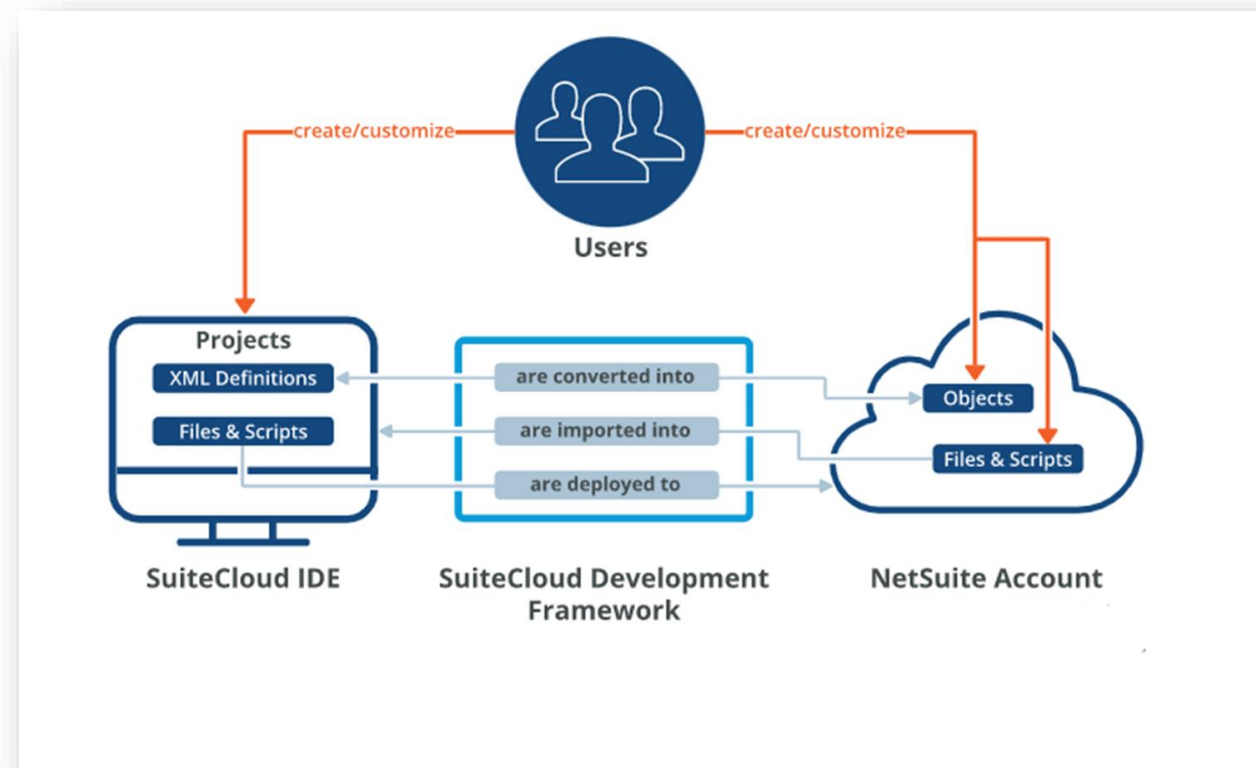 create/customize
create/customize
Users
Projects
XML Definitions
are converted into
Objects
Files & Scripts
are imported into
Files & Scripts
are deployed to
SuiteCloud IDE
SuiteCloud Development
Framework
NetSuite Account